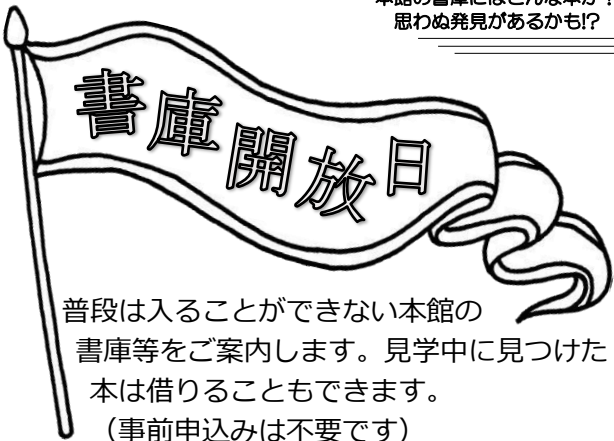 本館の書庫にはどんな本が?
思わぬ発見があるかも!?
書庫開放日
普段は入ることができない本館の
書庫等をご案内します。見学中に見つけた
本は借りることもできます。
(事前申込みは不要です)